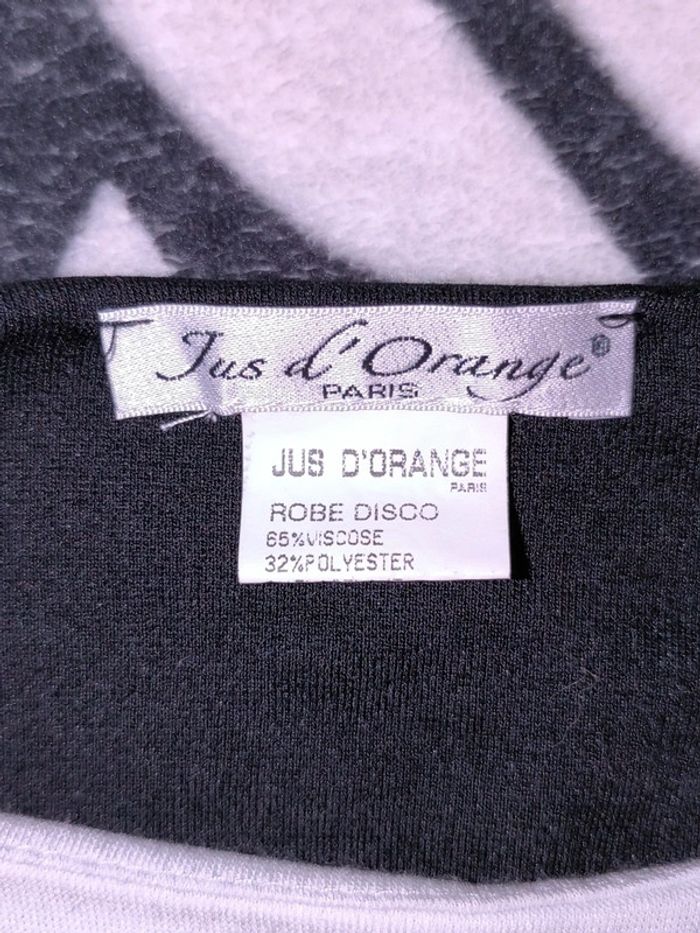 Jus d'Orange®
PARIS
JUS D'ORANGE
PARIS
ROBE DISCO
65%VISCOSE
32%POLYESTER